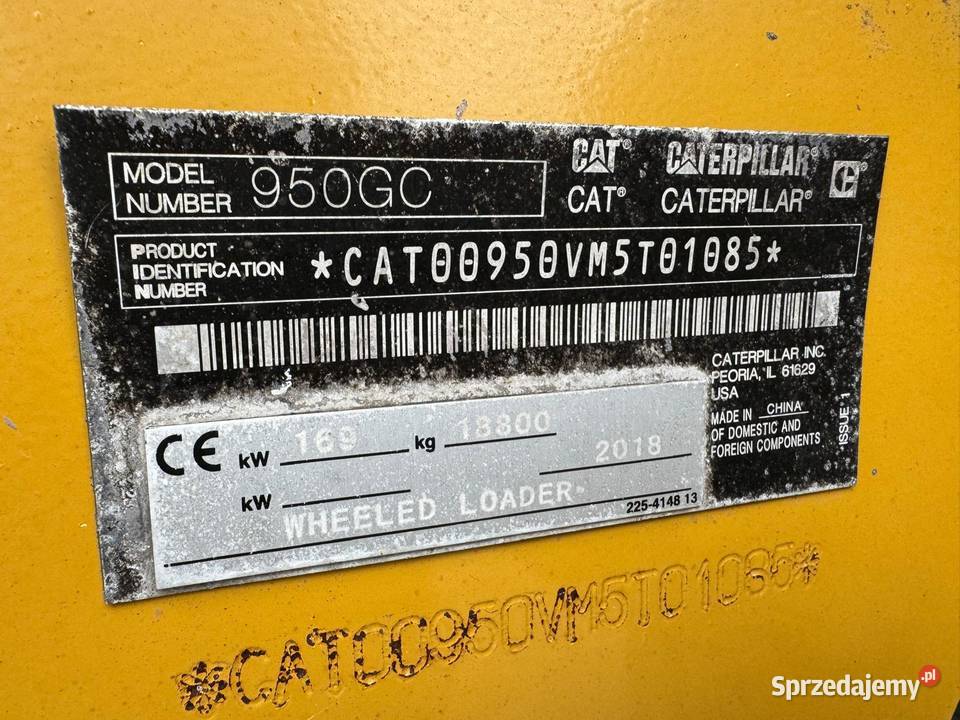 CAT® CATERPILLAR®
MODEL NUMBER 950GC
CAT® CATERPILLAR®
PRODUCT IDENTIFICATION NUMBER *CAT00950VM5T01085*
CATERPILLAR INC.
PEORIA, IL 61629
USA
MADE IN CHINA
OF DOMESTIC AND
FOREIGN COMPONENTS
ISSUE: 1
CE kW 169 kg 18800
2018
kW
WHEELED LOADER
225-4148 13
*CAT00950VM5T01085*
Sprzedajemy.pl